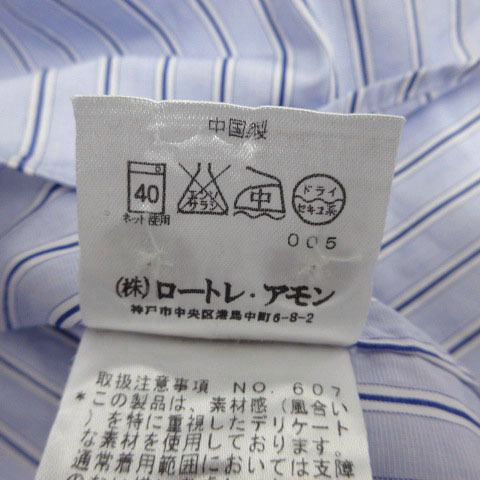 中国製
40
ネット使用
エンソ
サラシ
中
ドライ
セキユ系
005
(株)ロートレ・アモン
神戸市中央区港島中町6-8-2
取扱注意事項 NO. 607
*この製品は、素材感(風合い
)を特に重視したデリケート
な素材を使用しております。
通常着用範囲においては支障